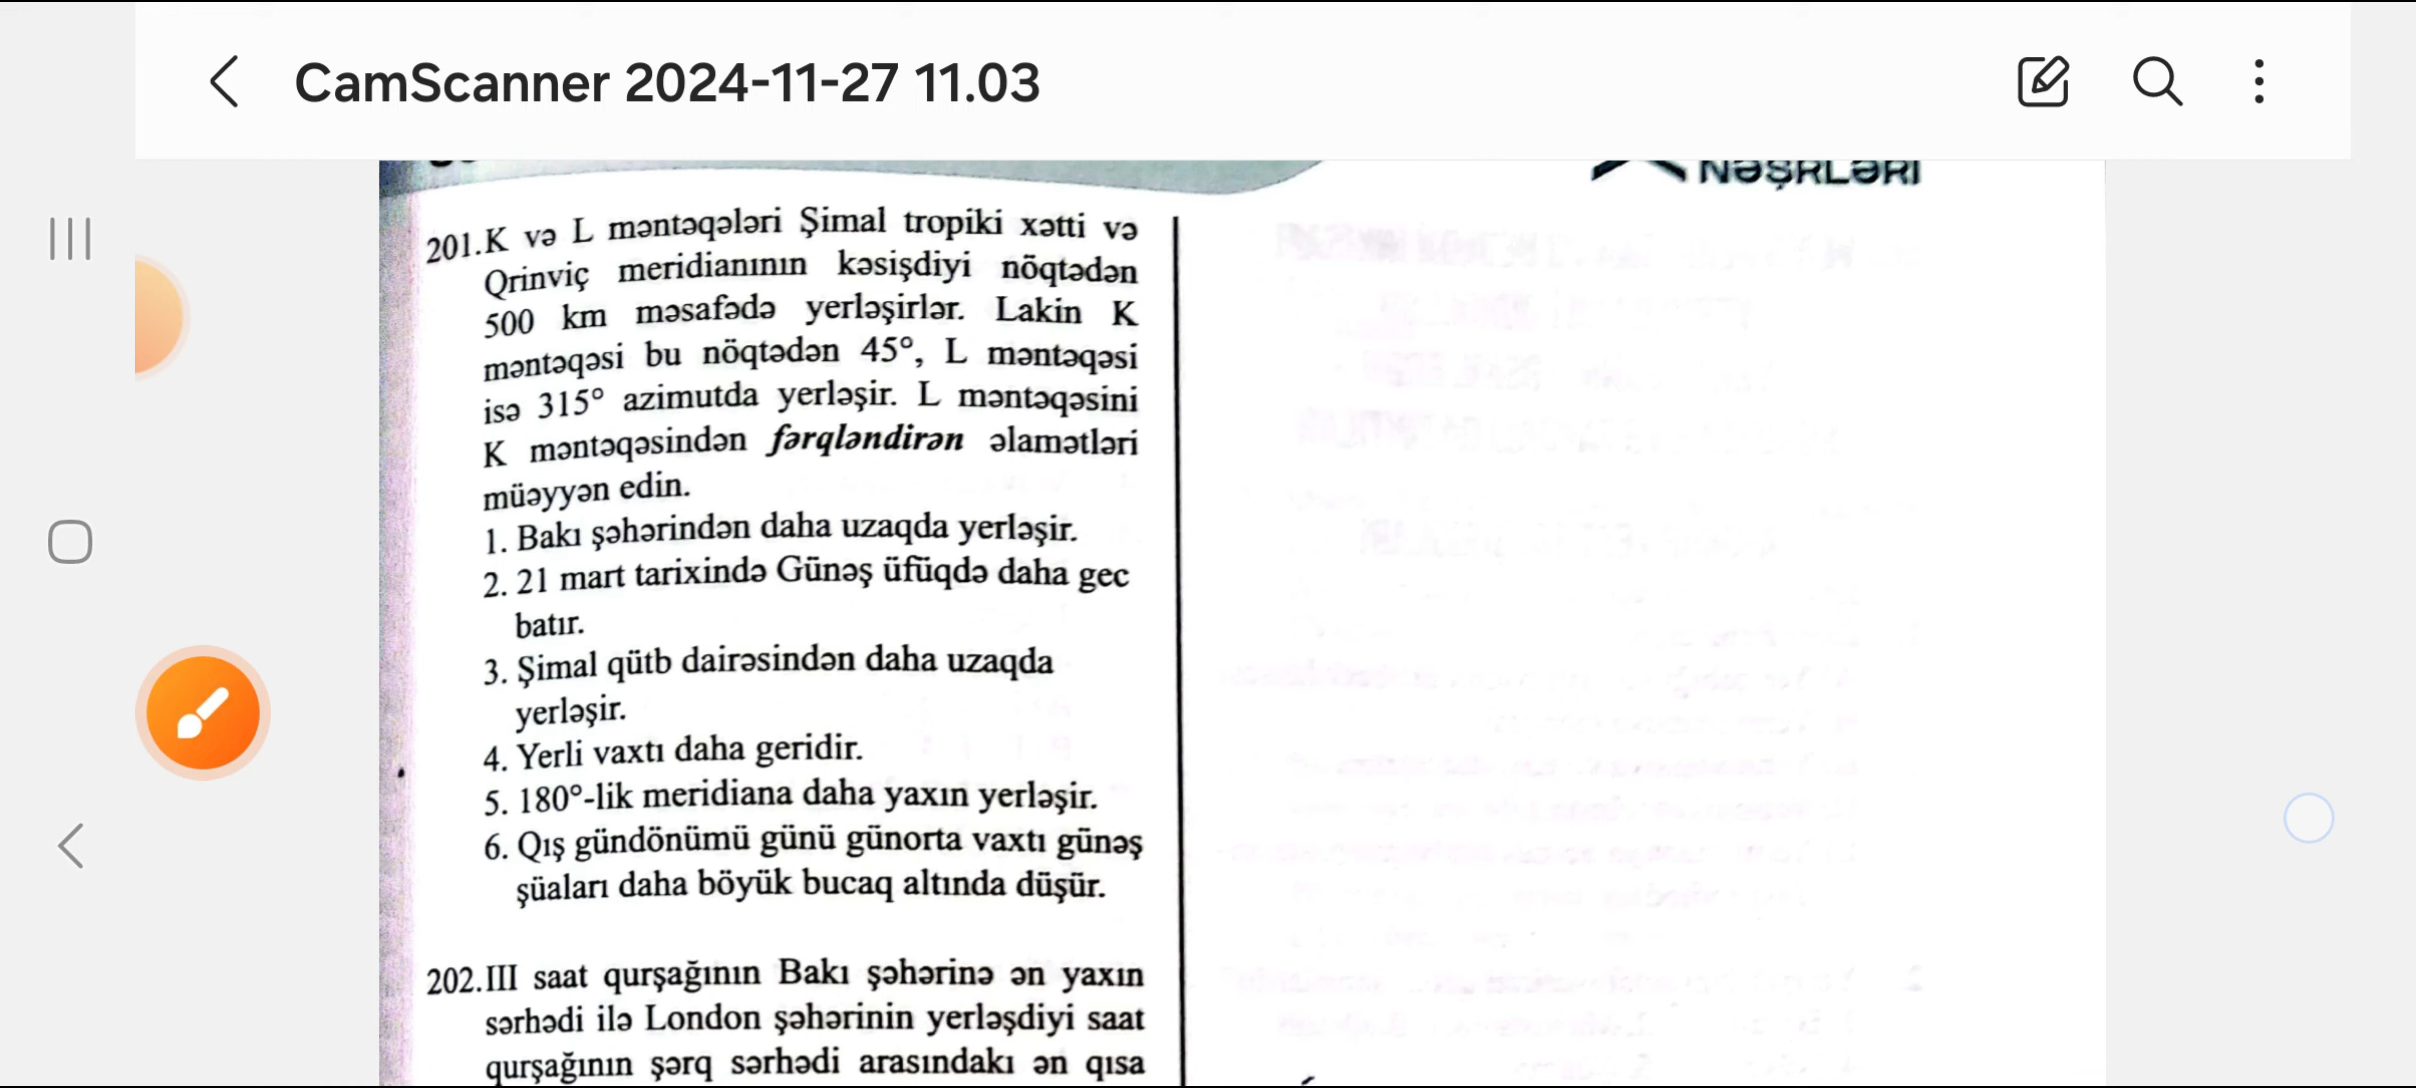 CamScanner 2024-11-27 11.03
NƏŞRLƏRİ
201.K və L məntəqələri Şimal tropiki xətti və
Qrinviç meridianının kəsişdiyi nöqtədən
500 km məsafədə yerləşirlər. Lakin K
məntəqəsi bu nöqtədən 45°, L məntəqəsi
isə 315° azimutda yerləşir. L məntəqəsini
K məntəqəsindən fərqləndirən əlamətləri
müəyyən edin.
1. Bakı şəhərindən daha uzaqda yerləşir.
2. 21 mart tarixində Günəş üfüqdə daha gec
batır.
3. Şimal qütb dairəsindən daha uzaqda
yerləşir.
4. Yerli vaxtı daha geridir.
5. 180°-lik meridiana daha yaxın yerləşir.
6. Qış gündönümü günü günorta vaxtı günəş
şüaları daha böyük bucaq altında düşür.
202.III saat qurşağının Bakı şəhərinə ən yaxın
sərhədi ilə London şəhərinin yerləşdiyi saat
qurşağının şərq sərhədi arasındakı ən qısa